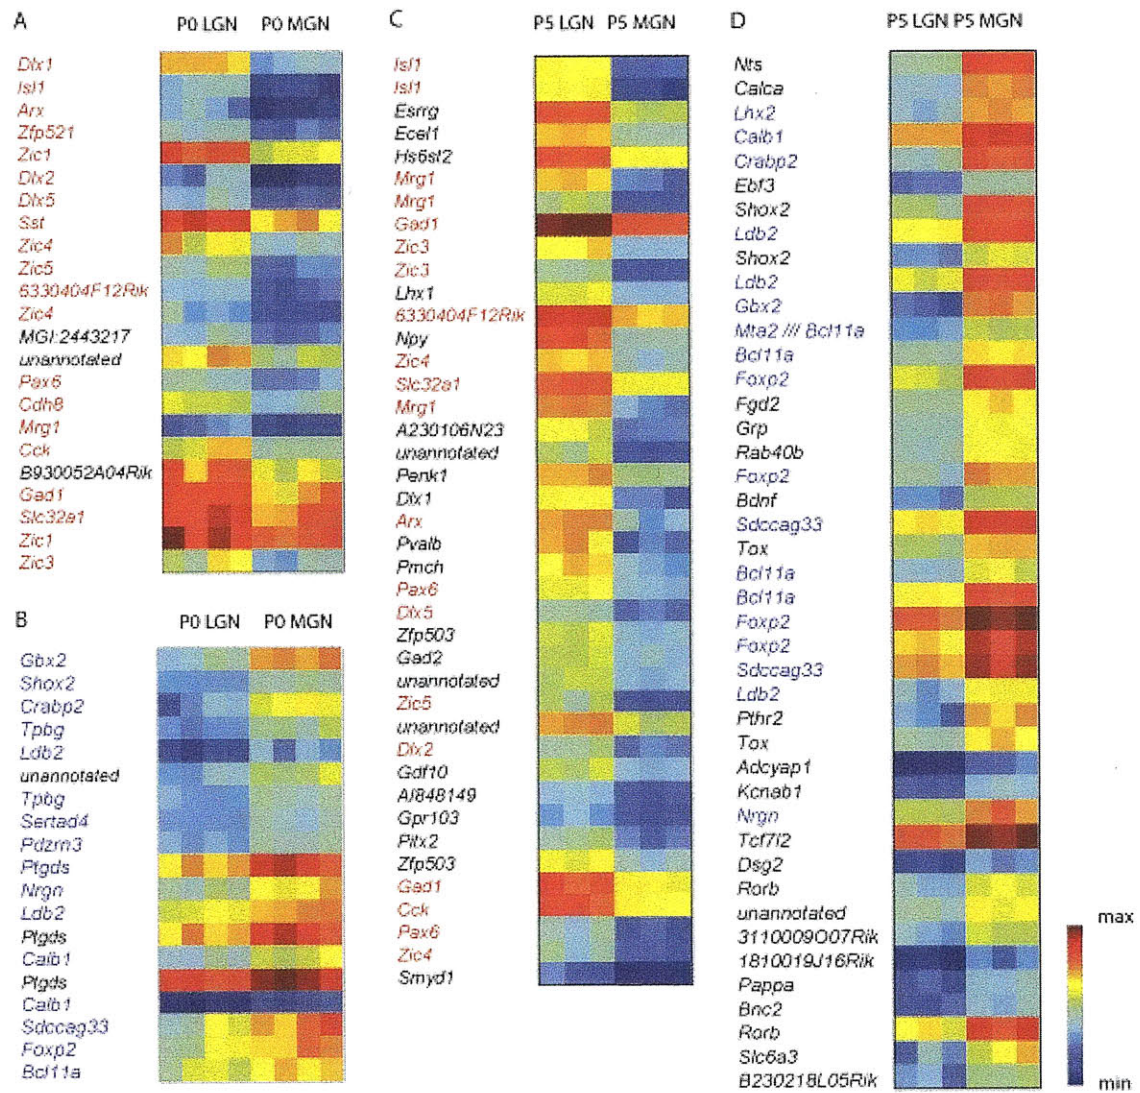 A
P0 LGN P0 MGN
Dlx1
Isl1
Arx
Zfp521
Zic1
Dlx2
Dlx5
Sst
Zic4
Zic5
6330404F12Rik
Zic4
MGI:2443217
unannotated
Pax6
Cdh8
Mrg1
Cck
B930052A04Rik
Gad1
Slc32a1
Zic1
Zic3
B
P0 LGN P0 MGN
Gbx2
Shox2
Crabp2
Tpbg
Ldb2
unannotated
Tpbg
Sertad4
Pdzrn3
Ptgds
Nrgn
Ldb2
Ptgds
Calb1
Ptgds
Calb1
Sdccag33
Foxp2
Bcl11a
C
P5 LGN P5 MGN
Isl1
Isl1
Esrrg
Ecel1
Hs6st2
Mrg1
Mrg1
Gad1
Zic3
Zic3
Lhx1
6330404F12Rik
Npy
Zic4
Slc32a1
Mrg1
A230106N23
unannotated
Penk1
Dlx1
Arx
Pvalb
Pmch
Pax6
Dlx5
Zfp503
Gad2
unannotated
Zic5
unannotated
Dlx2
Gdf10
AI848149
Gpr103
Pitx2
Zfp503
Gad1
Cck
Pax6
Zic4
Smyd1
D
P5 LGN P5 MGN
Nts
Calca
Lhx2
Calb1
Crabp2
Ebf3
Shox2
Ldb2
Shox2
Ldb2
Gbx2
Mta2 /// Bcl11a
Bcl11a
Foxp2
Fgd2
Grp
Rab40b
Foxp2
Bdnf
Sdccag33
Tox
Bcl11a
Bcl11a
Foxp2
Foxp2
Sdccag33
Ldb2
Pthr2
Tox
Adcyap1
Kcnab1
Nrgn
Tcf7l2
Dsg2
Rorb
unannotated
3110009O07Rik
1810019J16Rik
Pappa
Bnc2
Rorb
Slc6a3
B230218L05Rik
max
min